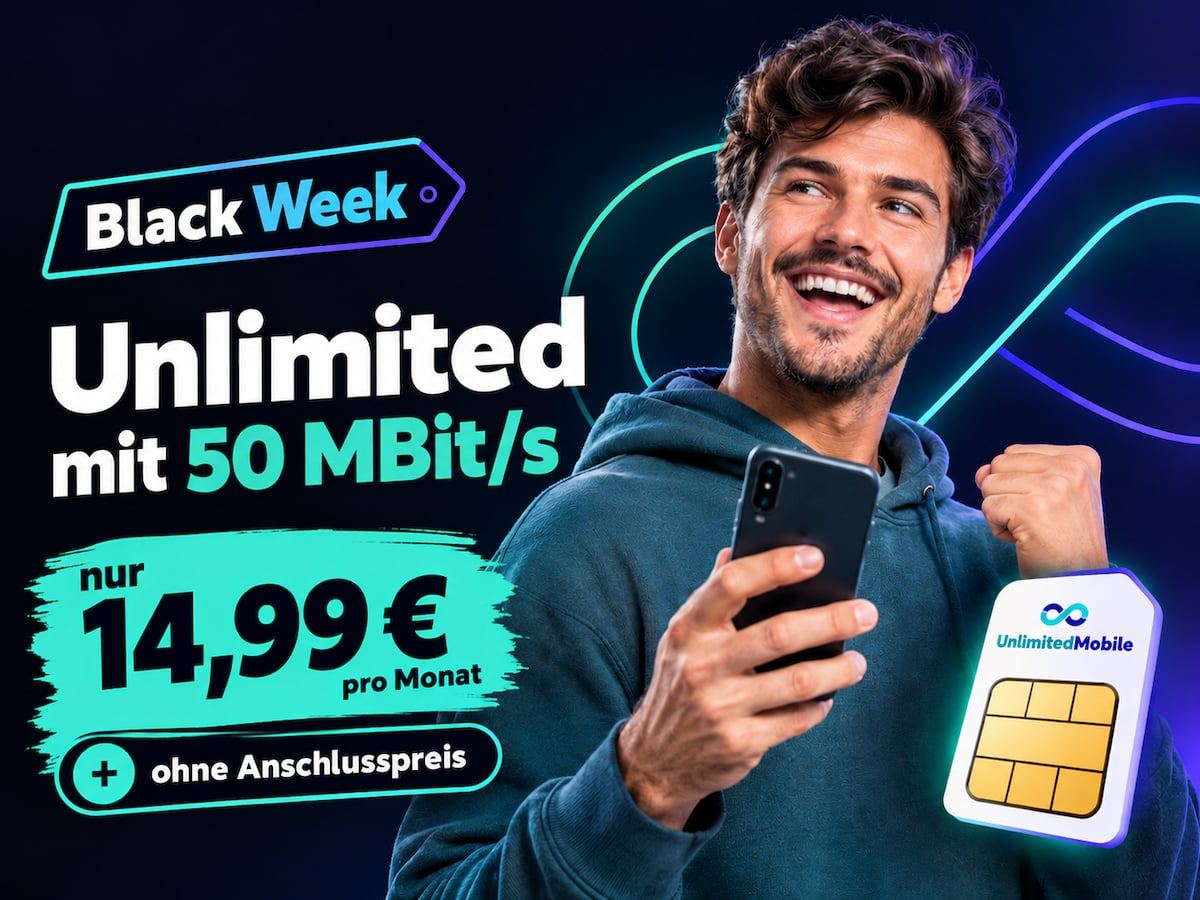 Black Week
Unlimited
mit 50 MBit/s
nur
14,99 €
pro Monat
+ ohne Anschlusspreis
UnlimitedMobile